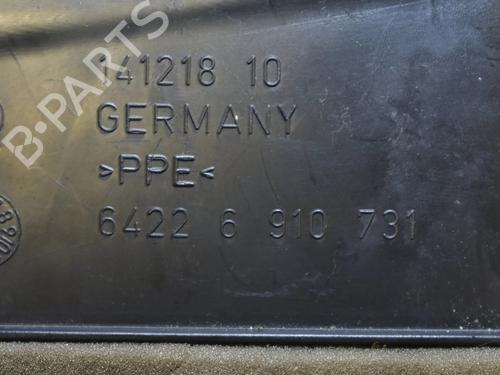 141218 10
GERMANY
>PPE<
6422 6 910 731
B-PARTS